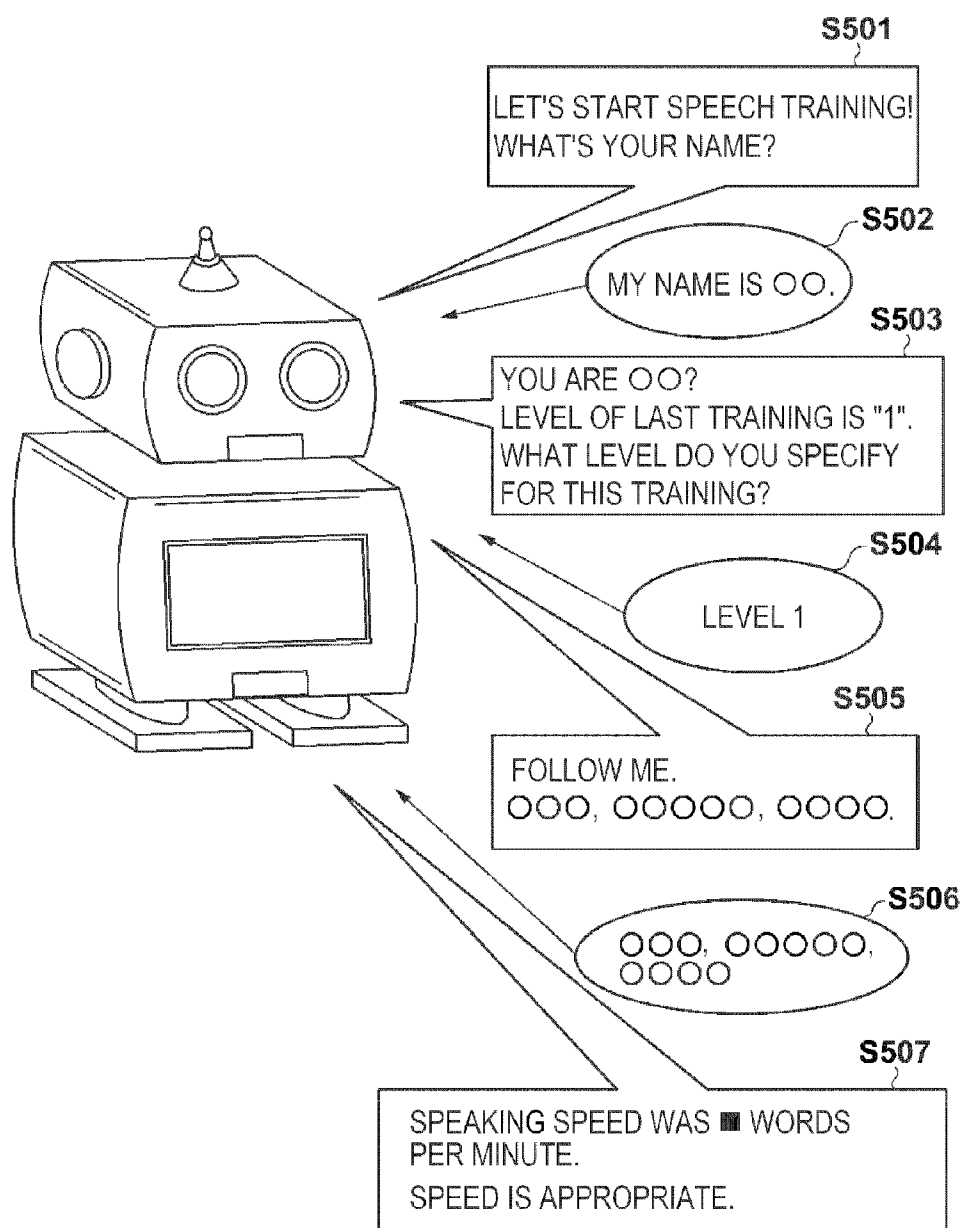 S501
LET'S START SPEECH TRAINING!
WHAT'S YOUR NAME?
S502
MY NAME IS ○○.
S503
YOU ARE ○○?
LEVEL OF LAST TRAINING IS "1".
WHAT LEVEL DO YOU SPECIFY
FOR THIS TRAINING?
S504
LEVEL 1
S505
FOLLOW ME.
○○○, ○○○○○, ○○○○.
S506
○○○, ○○○○○,
○○○○
S507
SPEAKING SPEED WAS ■ WORDS
PER MINUTE.
SPEED IS APPROPRIATE.